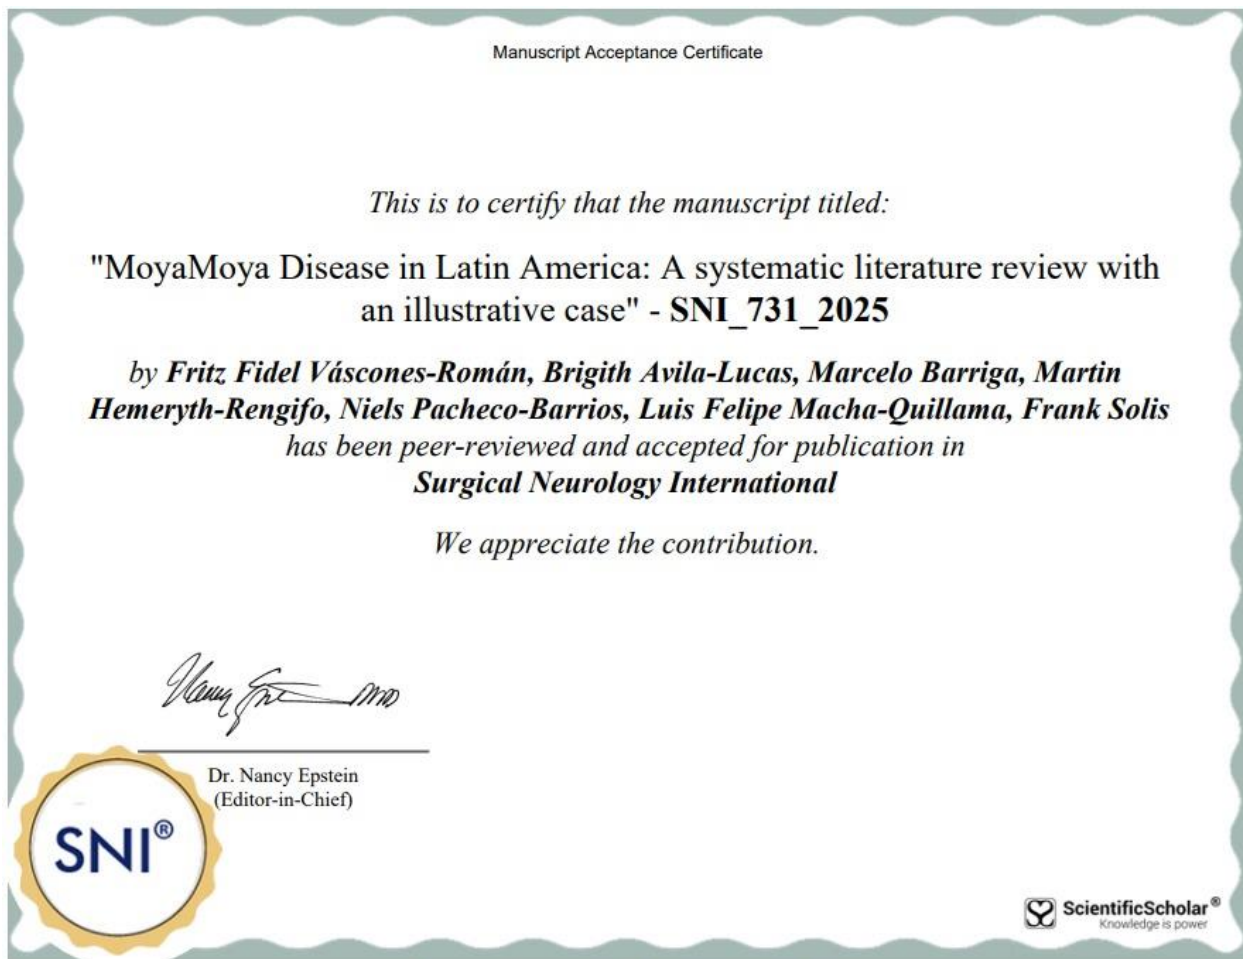 Manuscript Acceptance Certificate
This is to certify that the manuscript titled:
"MoyaMoya Disease in Latin America: A systematic literature review with
an illustrative case" - SNI_731_2025
by Fritz Fidel Váscones-Román, Brigith Avila-Lucas, Marcelo Barriga, Martin
Hemeryth-Rengifo, Niels Pacheco-Barrios, Luis Felipe Macha-Quillama, Frank Solis
has been peer-reviewed and accepted for publication in
Surgical Neurology International
We appreciate the contribution.
Dr. Nancy Epstein
(Editor-in-Chief)
SNI®
ScientificScholar®
Knowledge is power